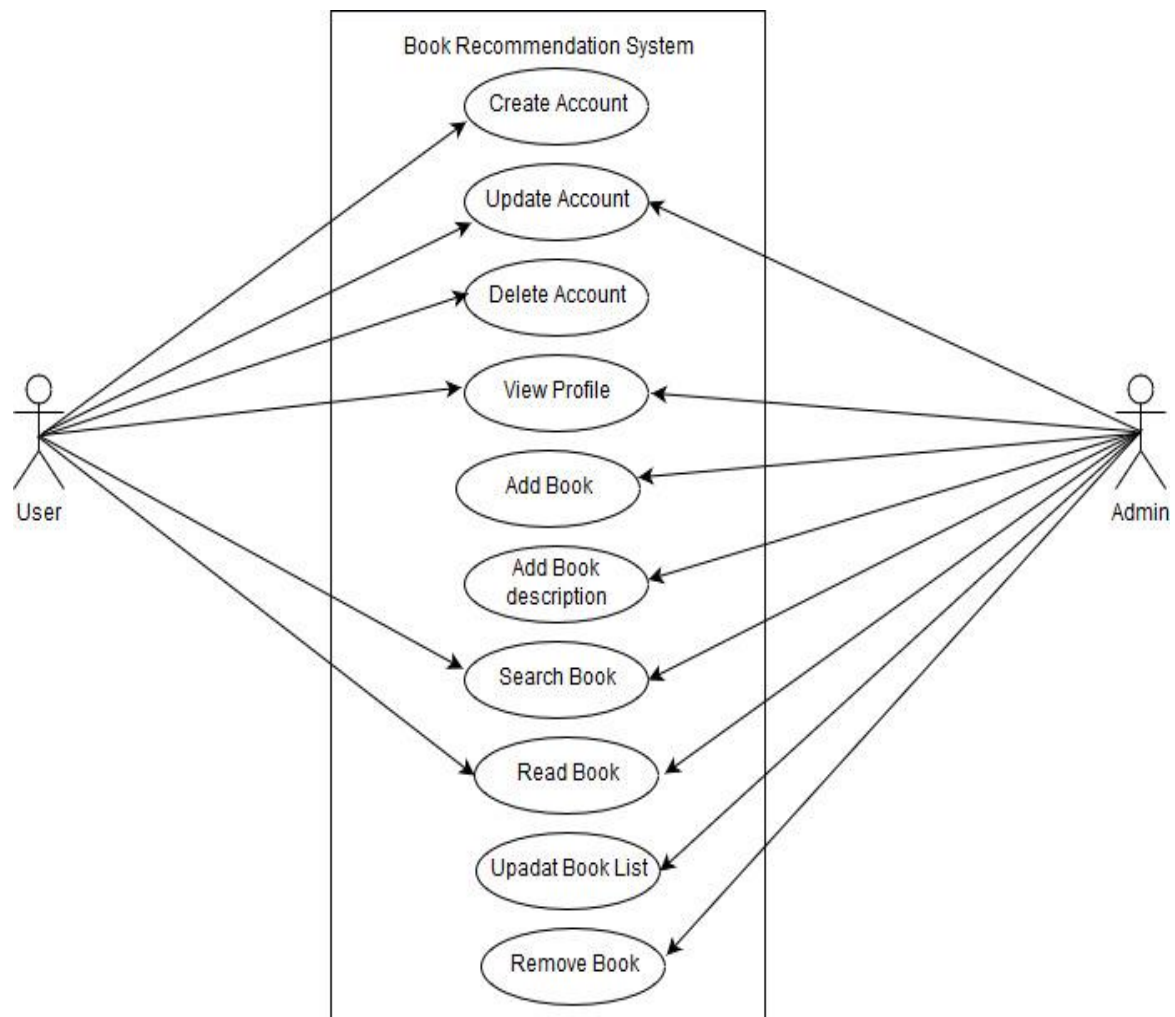 Book Recommendation System
Create Account
Update Account
Delete Account
View Profile
Add Book
Add Book
description
Search Book
Read Book
Upadat Book List
Remove Book
User
Admin